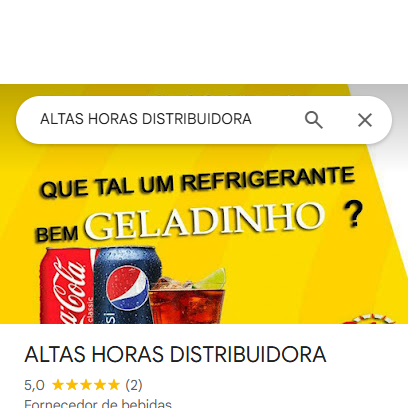 ALTAS HORAS DISTRIBUIDORA
QUE TAL UM REFRIGERANTE
BEM GELADINHO ?
Coca-Cola
classic
pepsi
ALTAS HORAS DISTRIBUIDORA
5,0 ★★★★★ (2)
Fornecedor de bebidas